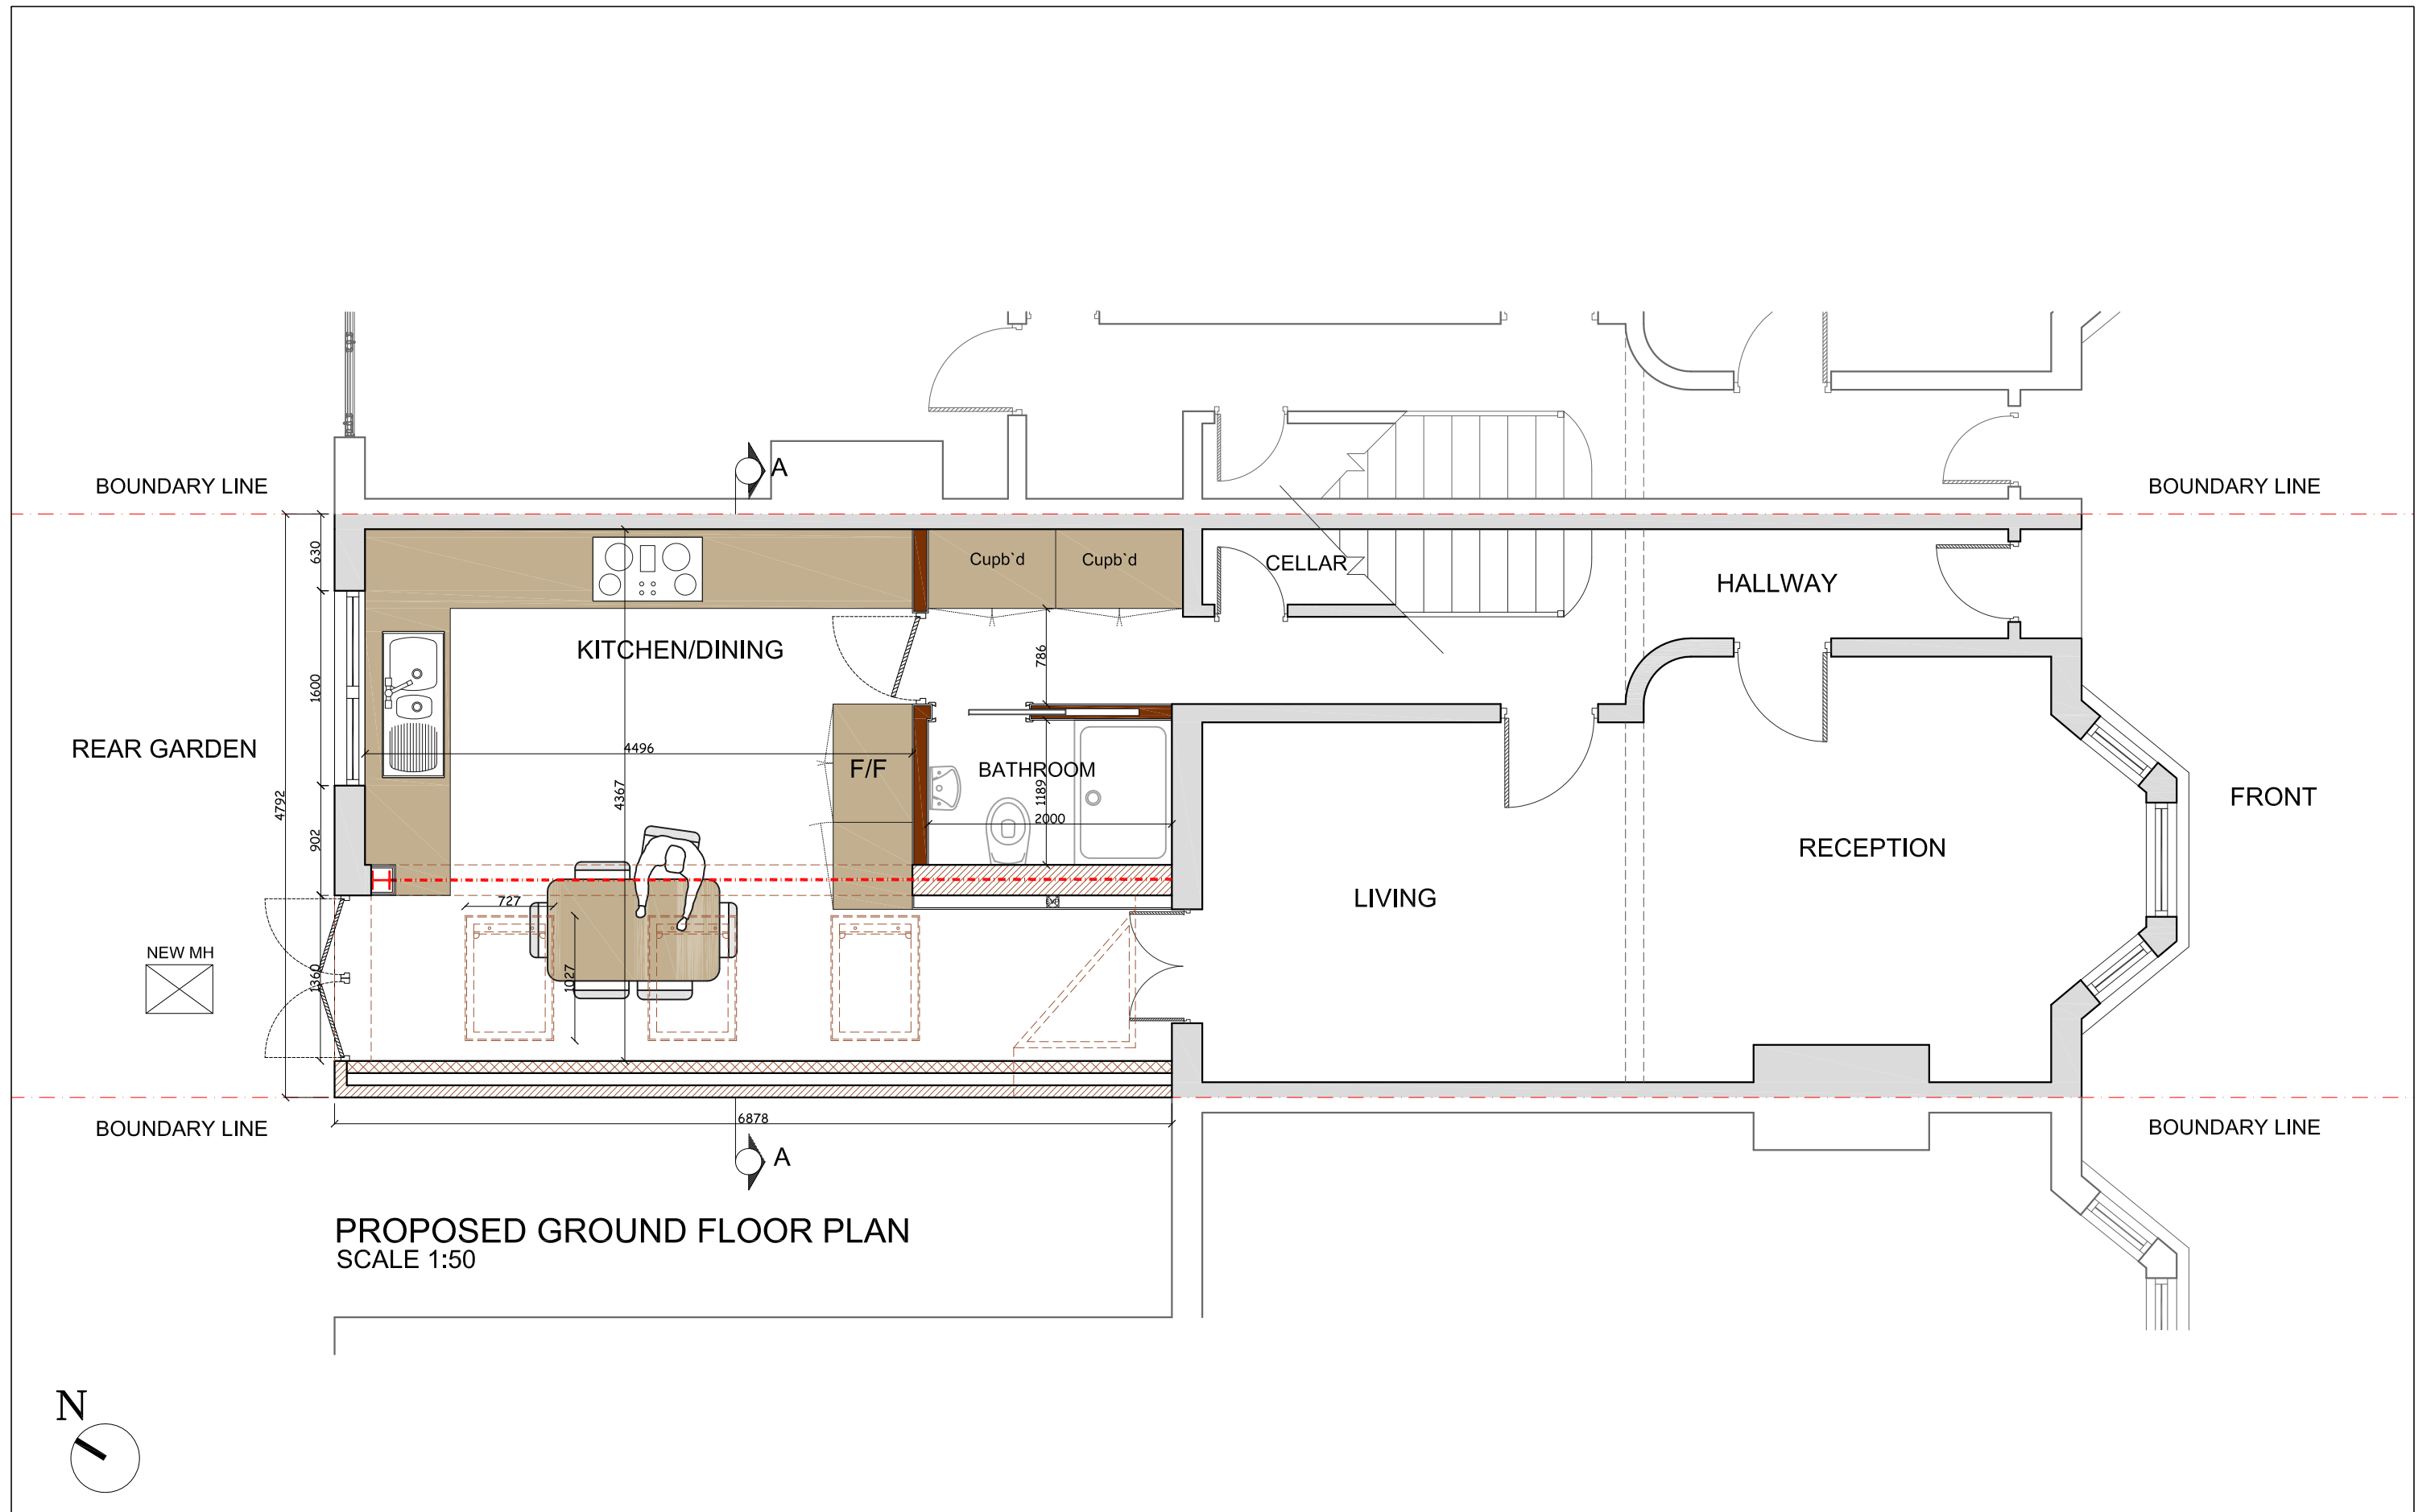 A
BOUNDARY LINE
BOUNDARY LINE
630
Cupb`d
Cupb`d
CELLAR
HALLWAY
KITCHEN/DINING
786
1600
REAR GARDEN
4496
F/F
BATHROOM
1189
4367
4792
2000
902
FRONT
RECEPTION
LIVING
727
NEW MH
1360
1027
6878
BOUNDARY LINE
BOUNDARY LINE
A
PROPOSED GROUND FLOOR PLAN
SCALE 1:50
N